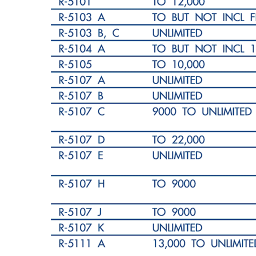 R-5101 TO 12,000
R-5103 A TO BUT NOT INCL
R-5103 B, C UNLIMITED
R-5104 A TO BUT NOT INCL 1
R-5105 TO 10,000
R-5107 A UNLIMITED
R-5107 B UNLIMITED
R-5107 C 9000 TO UNLIMITED
R-5107 D TO 22,000
R-5107 E UNLIMITED
R-5107 H TO 9000
R-5107 J TO 9000
R-5107 K UNLIMITED
R-5111 A 13,000 TO UNLIMITED